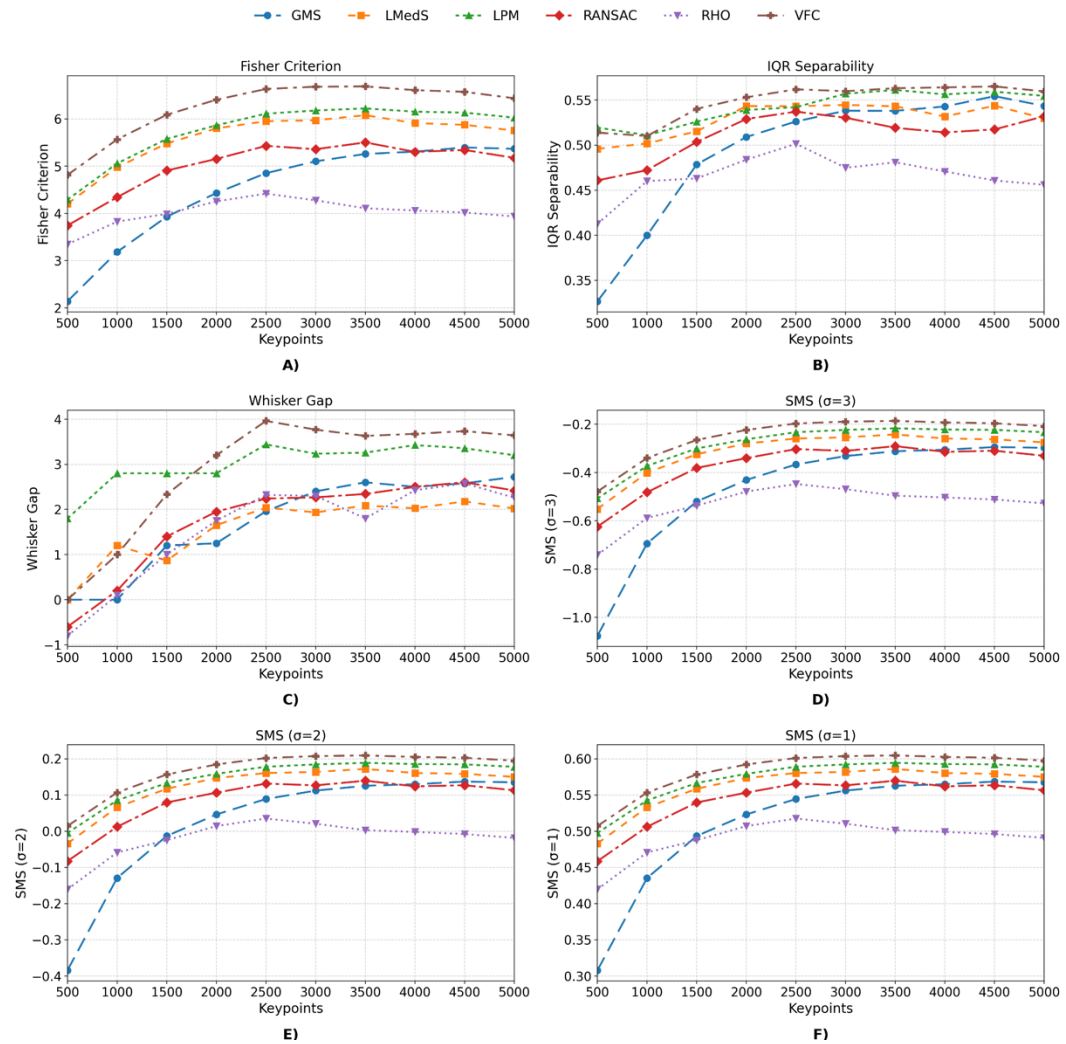 GMS LMedS LPM RANSAC RHO VFC
Fisher Criterion
Fisher Criterion
6
5
4
3
2
500 1000 1500 2000 2500 3000 3500 4000 4500 5000
Keypoints
A)
IQR Separability
IQR Separability
0.55
0.50
0.45
0.40
0.35
500 1000 1500 2000 2500 3000 3500 4000 4500 5000
Keypoints
B)
Whisker Gap
Whisker Gap
4
3
2
1
0
−1
500 1000 1500 2000 2500 3000 3500 4000 4500 5000
Keypoints
C)
SMS (σ=3)
SMS (σ=3)
−0.2
−0.4
−0.6
−0.8
−1.0
500 1000 1500 2000 2500 3000 3500 4000 4500 5000
Keypoints
D)
SMS (σ=2)
SMS (σ=2)
0.2
0.1
0.0
−0.1
−0.2
−0.3
−0.4
500 1000 1500 2000 2500 3000 3500 4000 4500 5000
Keypoints
E)
SMS (σ=1)
SMS (σ=1)
0.60
0.55
0.50
0.45
0.40
0.35
0.30
500 1000 1500 2000 2500 3000 3500 4000 4500 5000
Keypoints
F)